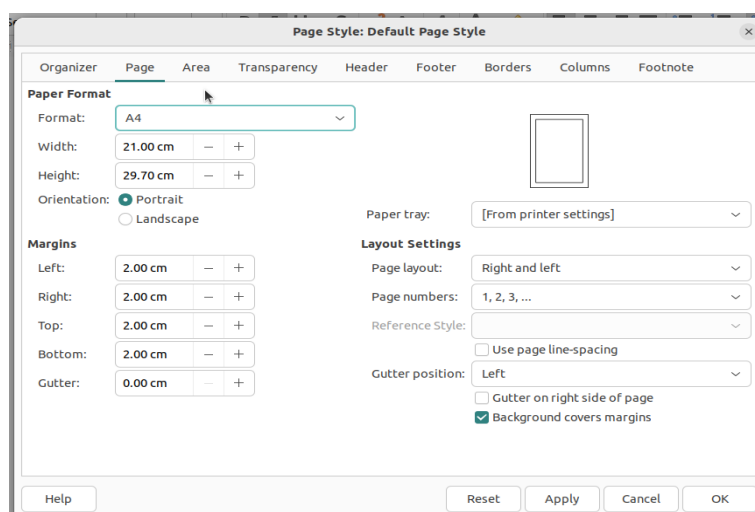 Page Style: Default Page Style
Organizer Page Area Transparency Header Footer Borders Columns Footnote
Paper Format
Format: A4
Width: 21.00 cm
Height: 29.70 cm
Orientation: Portrait
Landscape
Paper tray: [From printer settings]
Margins
Left: 2.00 cm
Right: 2.00 cm
Top: 2.00 cm
Bottom: 2.00 cm
Gutter: 0.00 cm
Layout Settings
Page layout: Right and left
Page numbers: 1, 2, 3, ...
Reference Style:
Use page line-spacing
Gutter position: Left
Gutter on right side of page
Background covers margins
Help Reset Apply Cancel OK